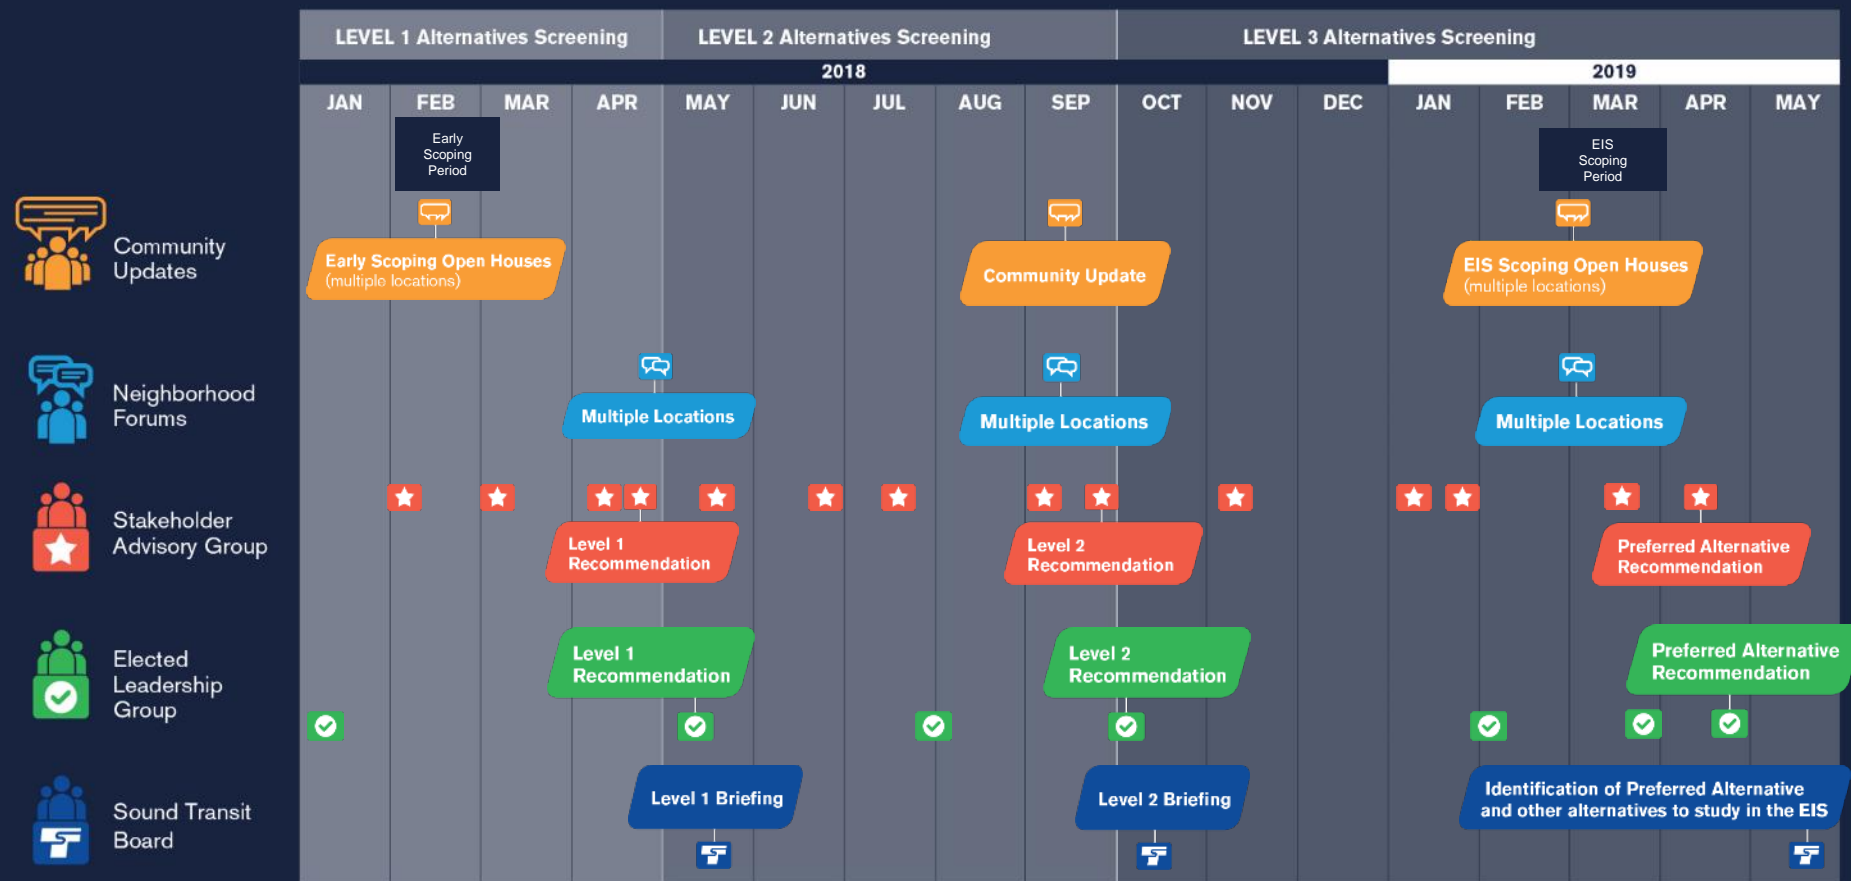 LEVEL 1 Alternatives Screening
LEVEL 2 Alternatives Screening
LEVEL 3 Alternatives Screening
2018
2019
JAN FEB MAR APR MAY JUN JUL AUG SEP OCT NOV DEC JAN FEB MAR APR MAY
Early
Scoping
Period
EIS
Scoping
Period
Community
Updates
Early Scoping Open Houses
(multiple locations)
Community Update
EIS Scoping Open Houses
(multiple locations)
Neighborhood
Forums
Multiple Locations
Multiple Locations
Multiple Locations
Stakeholder
Advisory Group
Level 1
Recommendation
Level 2
Recommendation
Preferred Alternative
Recommendation
Elected
Leadership
Group
Level 1
Recommendation
Level 2
Recommendation
Preferred Alternative
Recommendation
Sound Transit
Board
Level 1 Briefing
Level 2 Briefing
Identification of Preferred Alternative
and other alternatives to study in the EIS